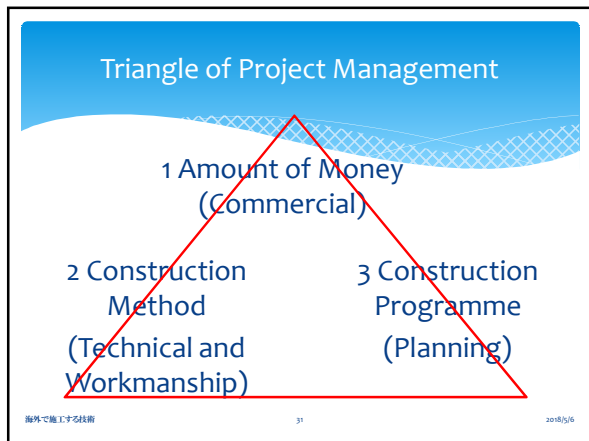 Triangle of Project Management
1 Amount of Money
(Commercial)
2 Construction
Method
(Technical and
Workmanship)
3 Construction
Programme
(Planning)
海外で施工する技術
31
2018/5/6